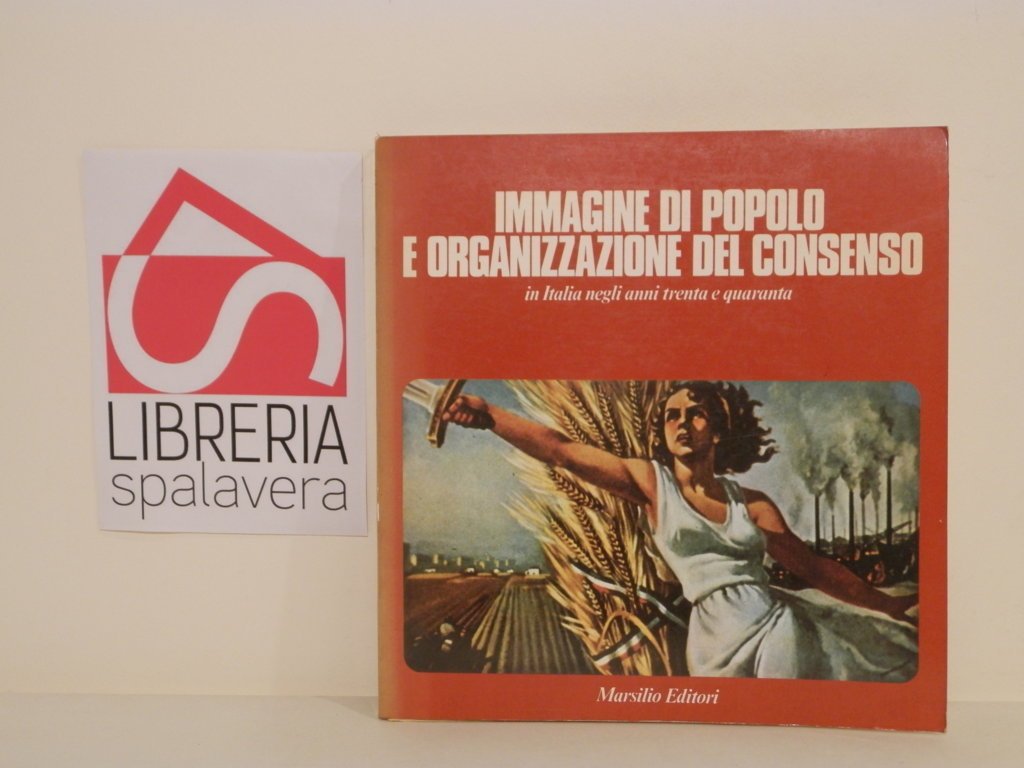 LIBRERIA
spalavera
IMMAGINE DI POPOLO
E ORGANIZZAZIONE DEL CONSENSO
in Italia negli anni trenta e quaranta
Marsilio Editori